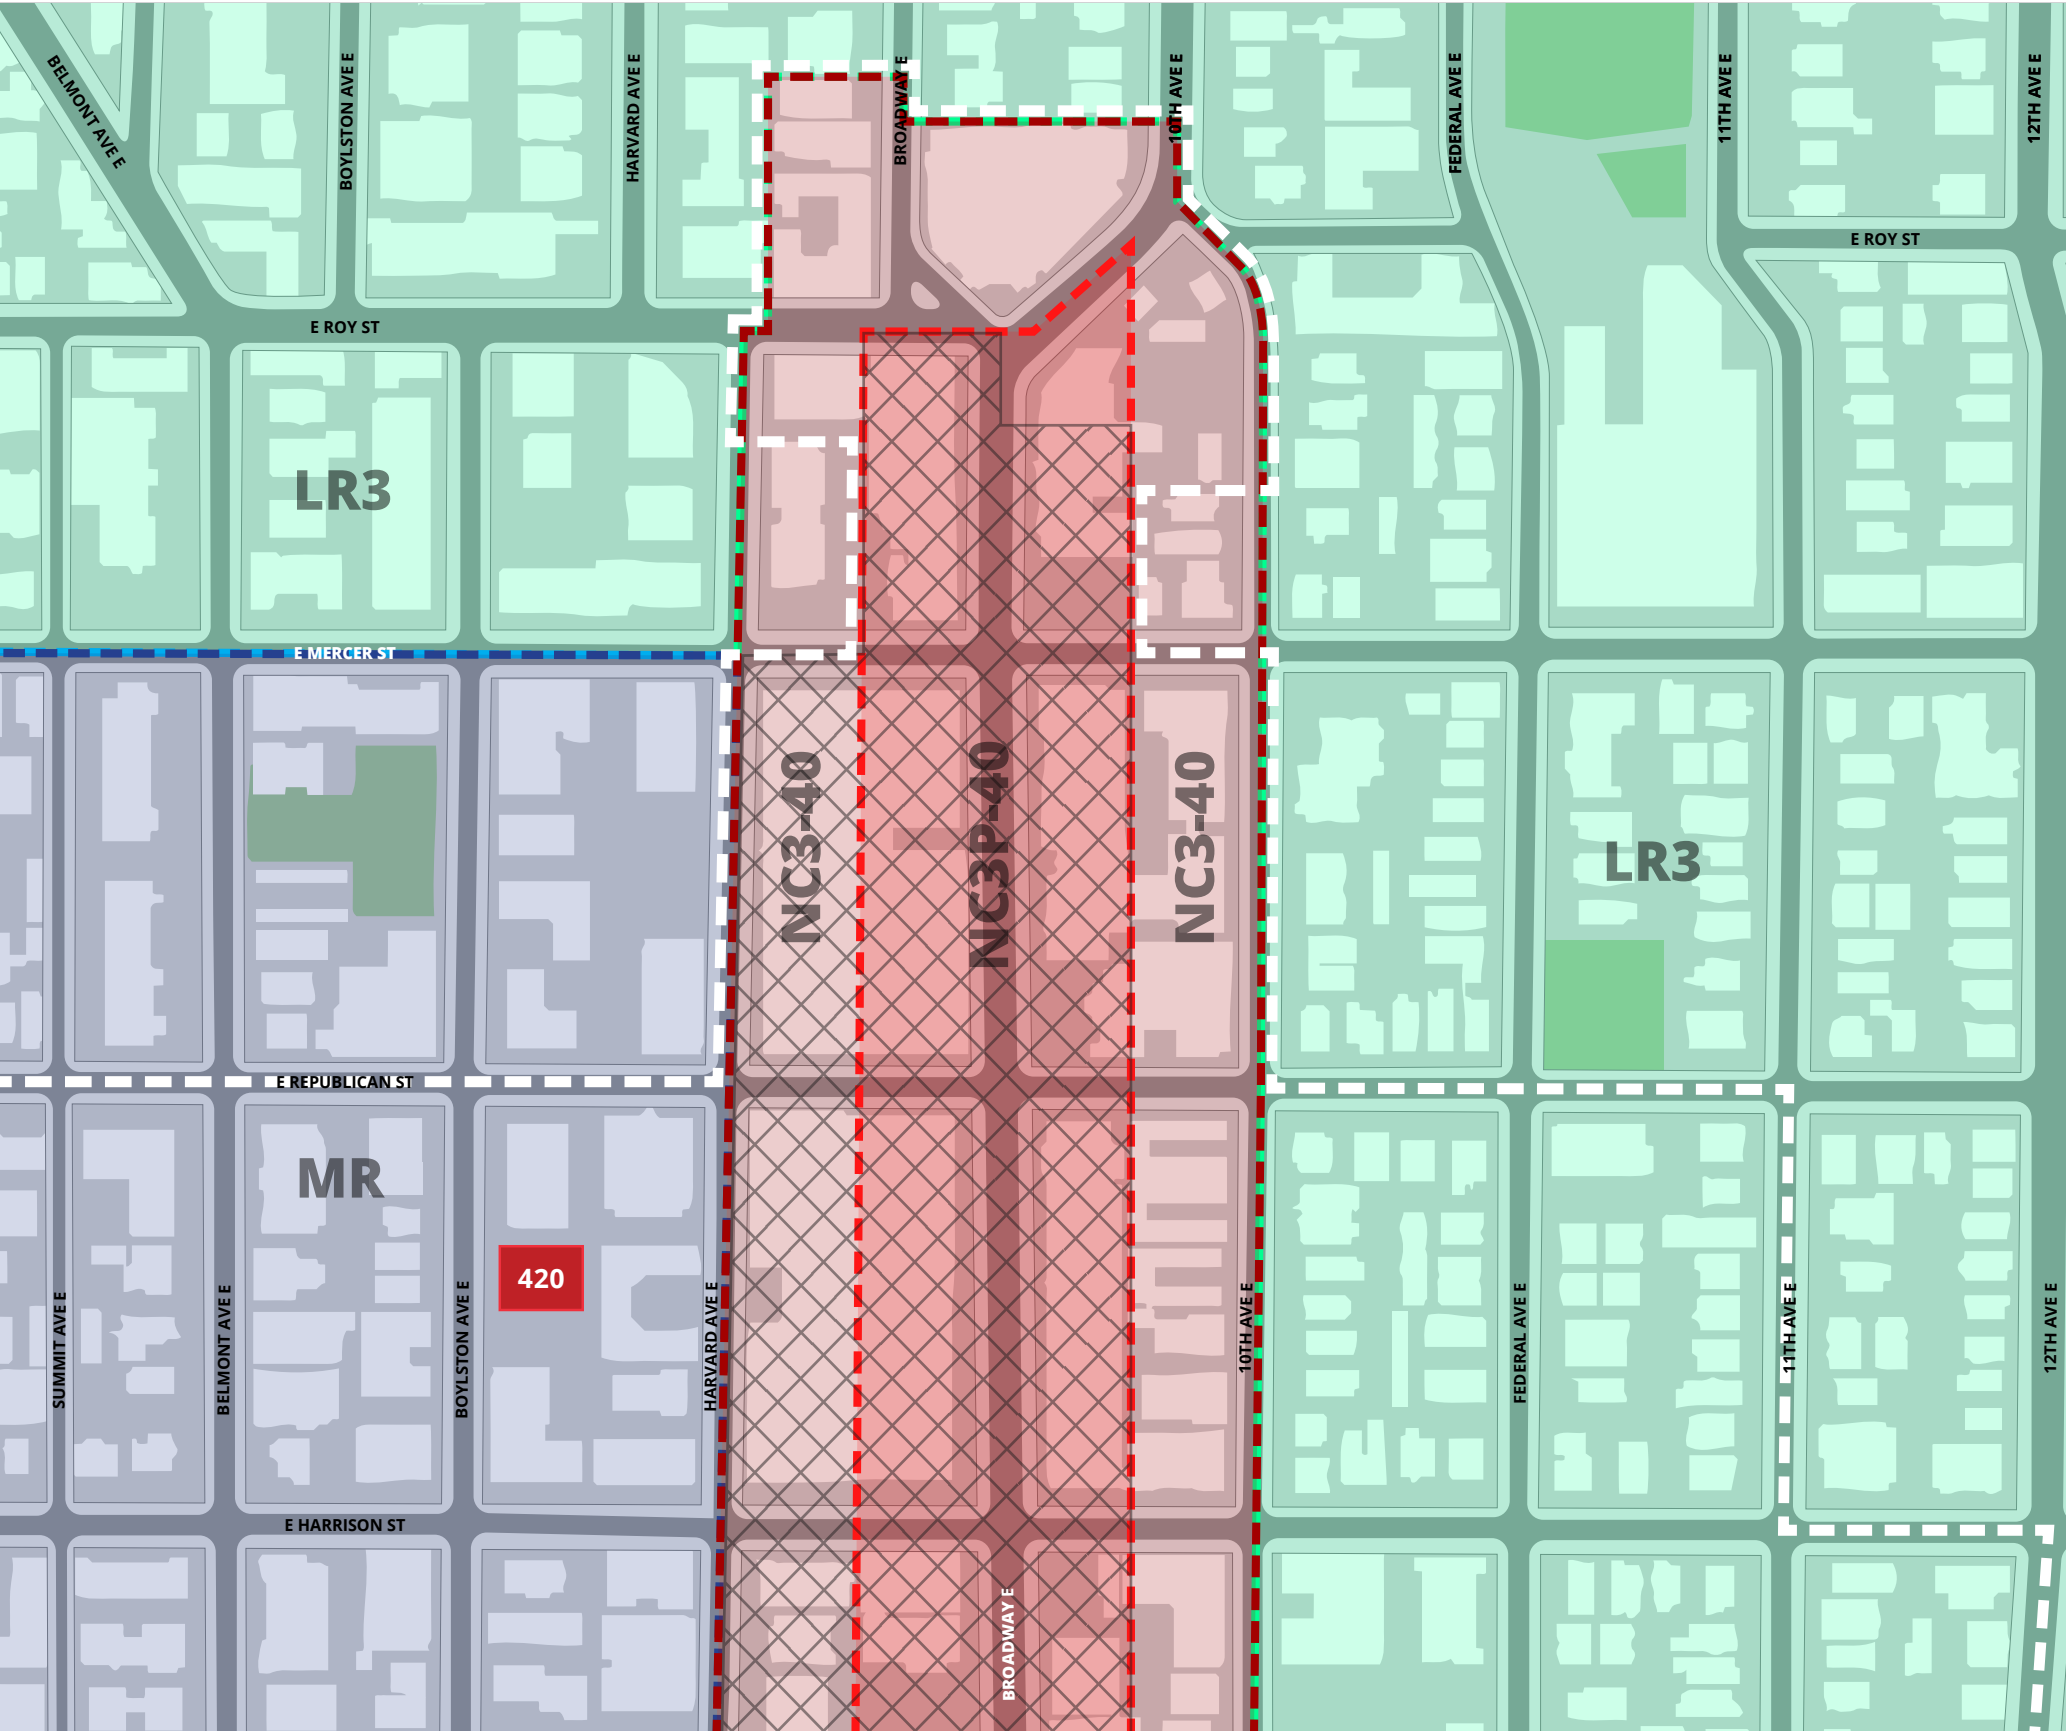 BELMONT AVE E
BOYLSTON AVE E
HARVARD AVE E
BROADWAY E
10TH AVE E
FEDERAL AVE E
11TH AVE E
12TH AVE E
E ROY ST
E ROY ST
LR3
E MERCER ST
NC3-40
NC3P-40
NC3-40
LR3
E REPUBLICAN ST
MR
420
SUMMIT AVE E
BELMONT AVE E
BOYLSTON AVE E
HARVARD AVE E
10TH AVE E
FEDERAL AVE E
11TH AVE E
12TH AVE E
E HARRISON ST
BROADWAY E